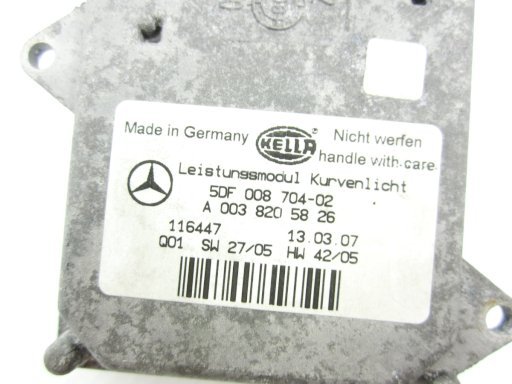 Made in Germany HELLA ® Nicht werfen
handle with care
Leistungsmodul Kurvenlicht
5DF 008 704-02
A 003 820 58 26
116447 13.03.07
Q01 SW 27/05 HW 42/05